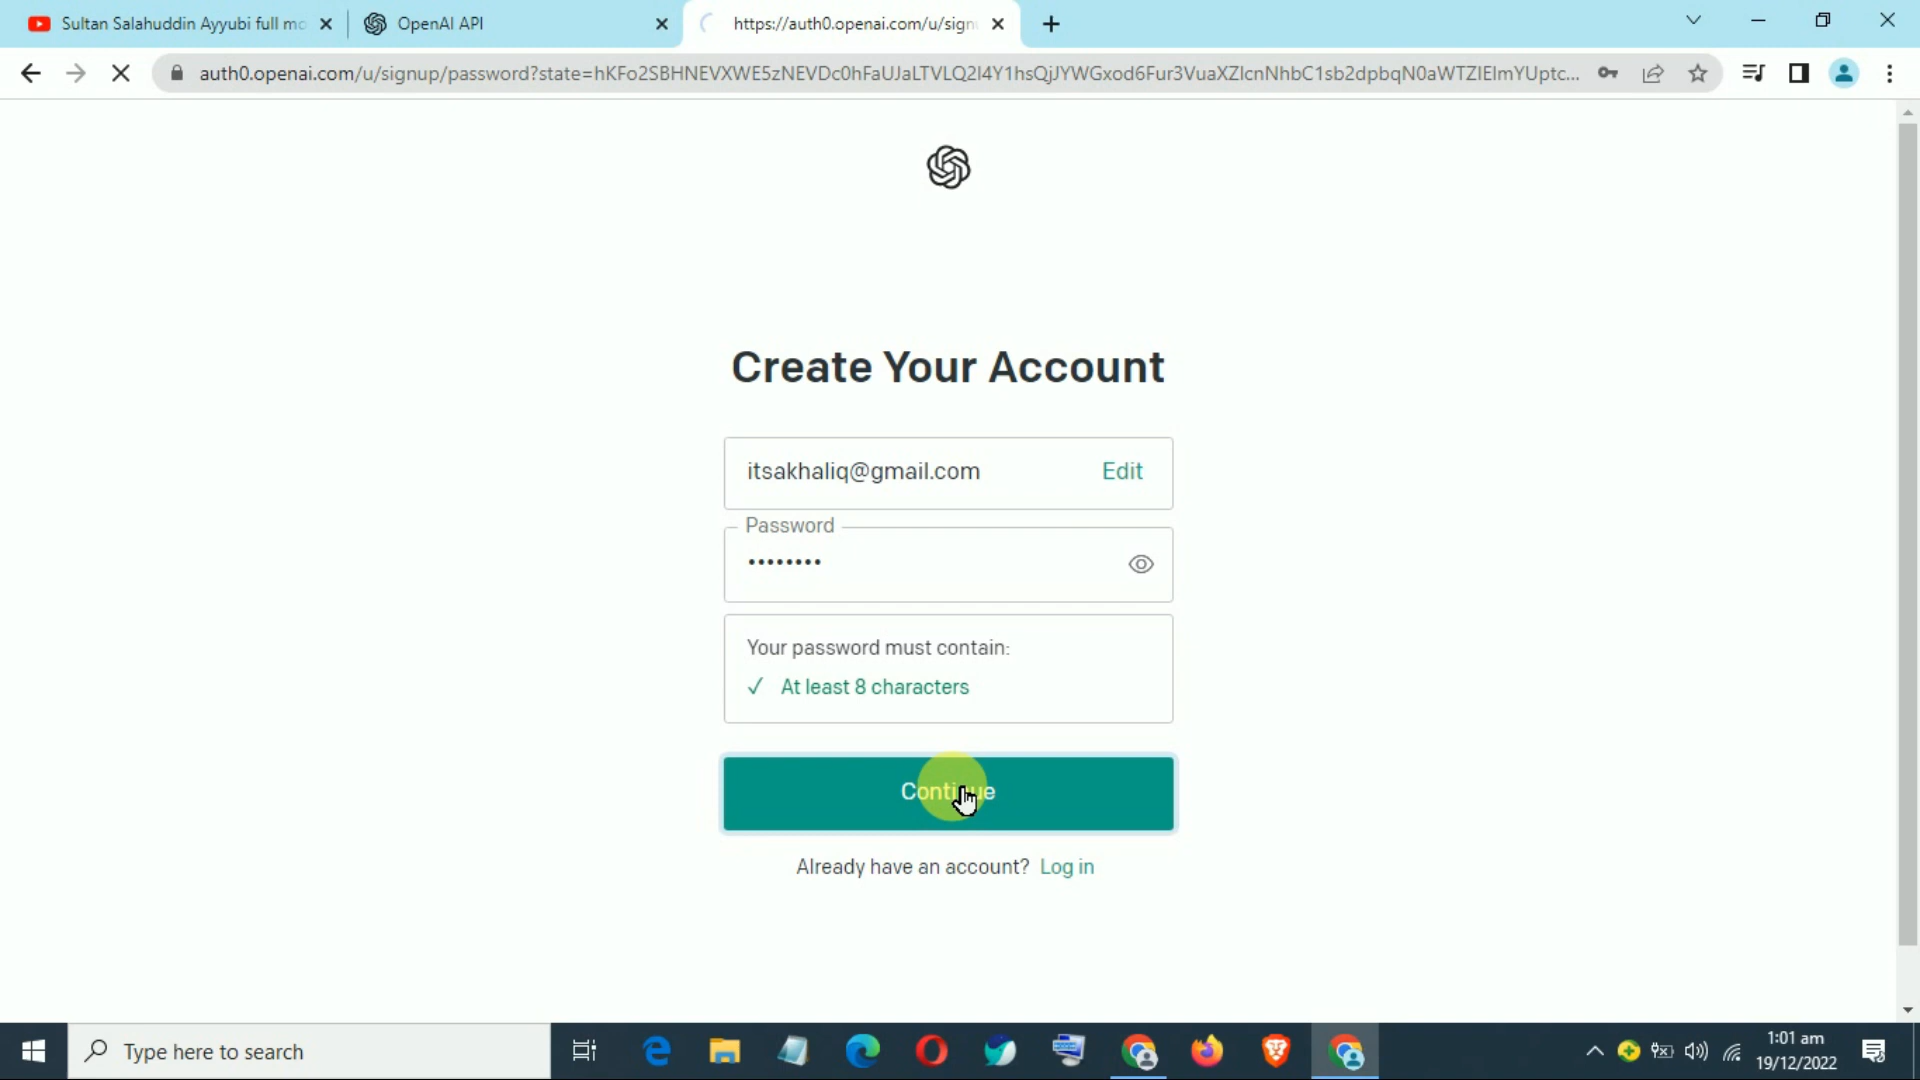 Sultan Salahuddin Ayyubi full mo
OpenAI API
https://auth0.openai.com/u/sign
auth0.openai.com/u/signup/password?state=hKFo2SBHNEVXWE5zNEVDc0hFaUJaLTVLQ2I4Y1hsQjJYWGxod6Fur3VuaXZlcnNhbC1sb2dpbqN0aWTZIElmYUptc...
Create Your Account
itsakhaliq@gmail.com Edit
Password
Your password must contain:
✓ At least 8 characters
Continue
Already have an account? Log in
Type here to search
1:01 am
19/12/2022